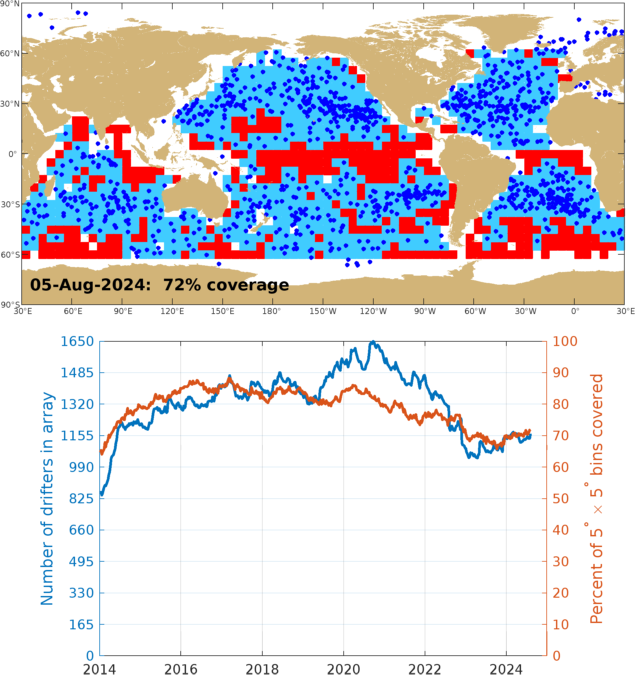 90°N
60°N
30°N
0°
30°S
60°S
90°S
05-Aug-2024: 72% coverage
30°E 60°E 90°E 120°E 150°E 180°E 150°W 120°W 90°W 60°W 30°W 0° 30°E
1650
1485
1320
1155
990
825
660
495
330
165
0
Number of drifters in array
100
90
80
70
60
50
40
30
20
10
0
Percent of 5° × 5° bins covered
2014 2016 2018 2020 2022 2024